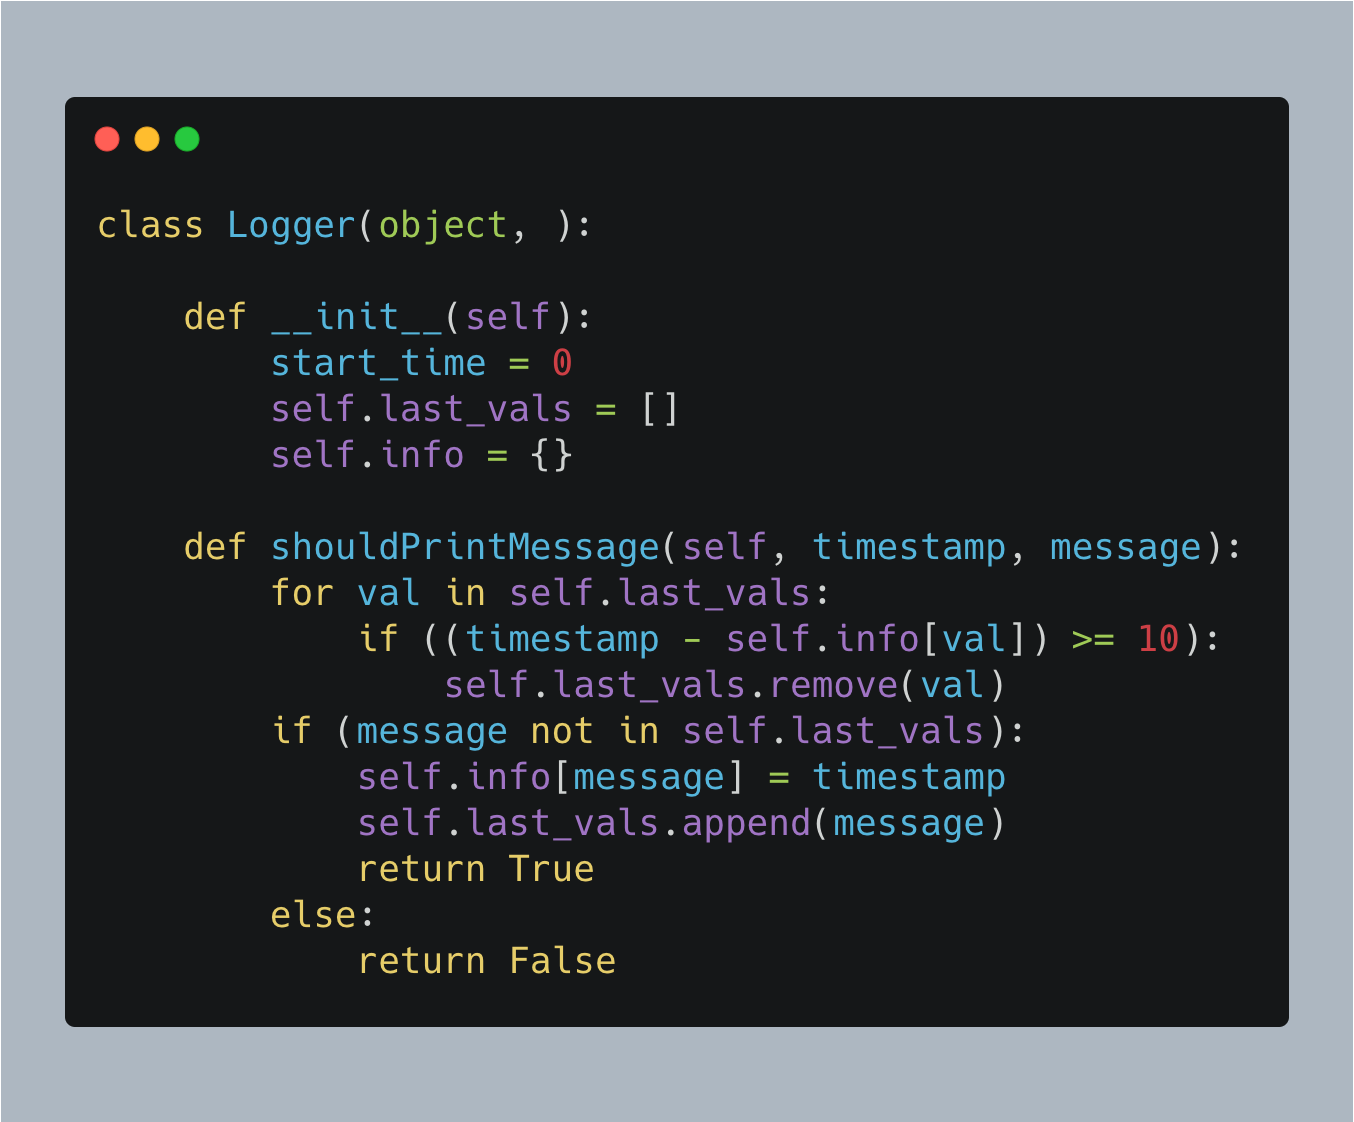 class Logger(object, ):
    def __init__(self):
        start_time = 0
        self.last_vals = []
        self.info = {}
    def shouldPrintMessage(self, timestamp, message):
        for val in self.last_vals:
            if ((timestamp - self.info[val]) >= 10):
                self.last_vals.remove(val)
        if (message not in self.last_vals):
            self.info[message] = timestamp
            self.last_vals.append(message)
            return True
        else:
            return False